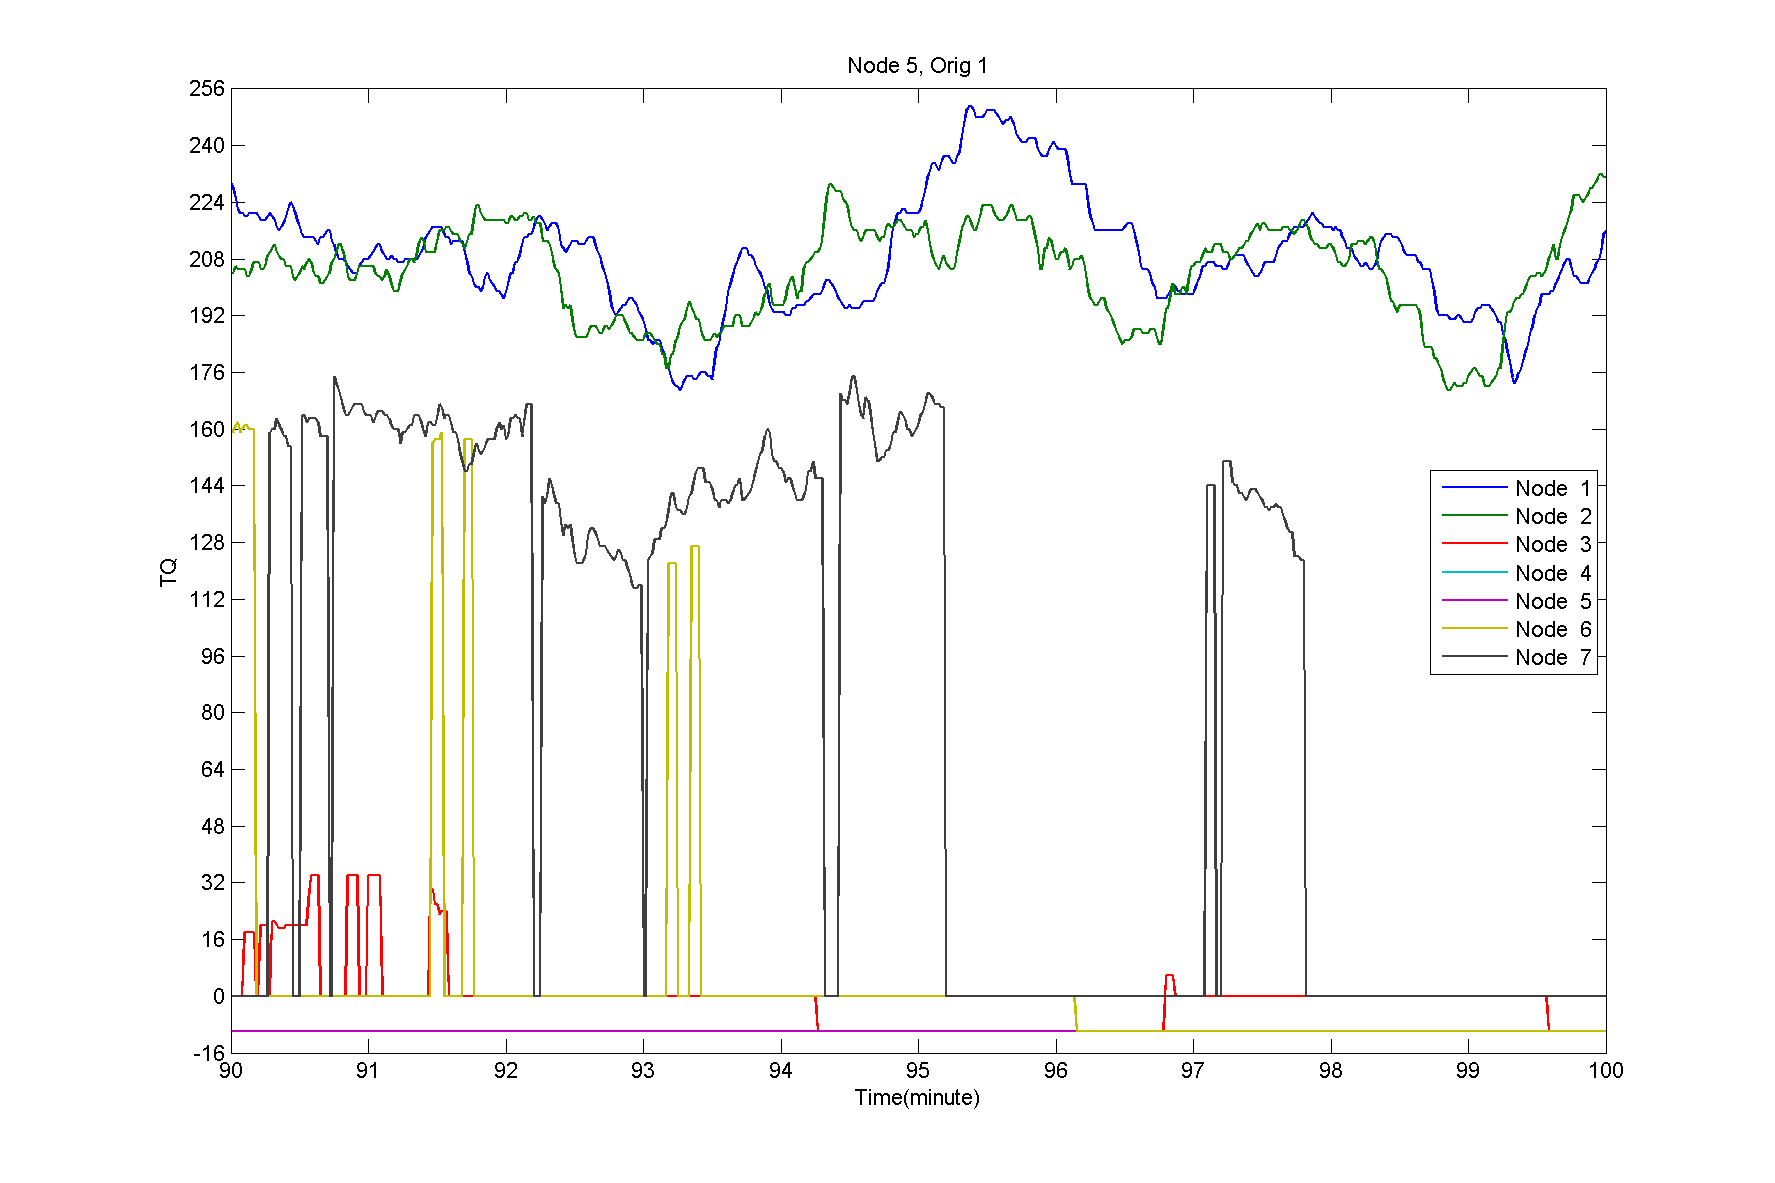 Node 5, Orig 1
256
240
224
208
192
176
160
144
128
112
96
80
64
48
32
16
0
-16
TQ
Node 1
Node 2
Node 3
Node 4
Node 5
Node 6
Node 7
90 91 92 93 94 95 96 97 98 99 100
Time(minute)